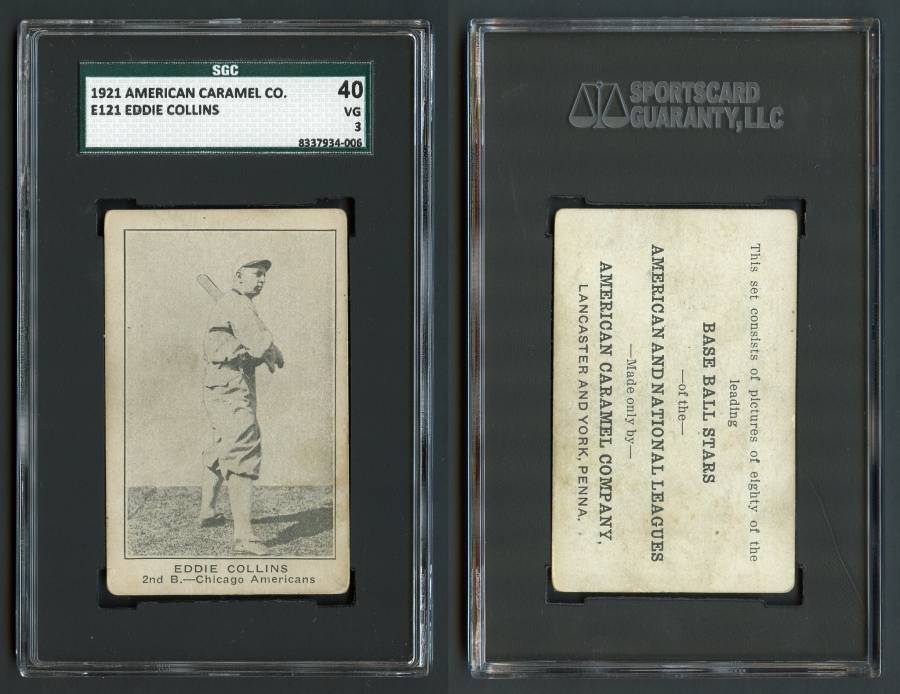 SGC
1921 AMERICAN CARAMEL CO.
E121 EDDIE COLLINS
40
VG
3
8337934-006
EDDIE COLLINS
2nd B.—Chicago Americans
SPORTSCARD
GUARANTY, LLC
This set consists of pictures of eighty of the
leading
BASE BALL STARS
—of the—
AMERICAN AND NATIONAL LEAGUES
—Made only by—
AMERICAN CARAMEL COMPANY,
LANCASTER AND YORK, PENNA.